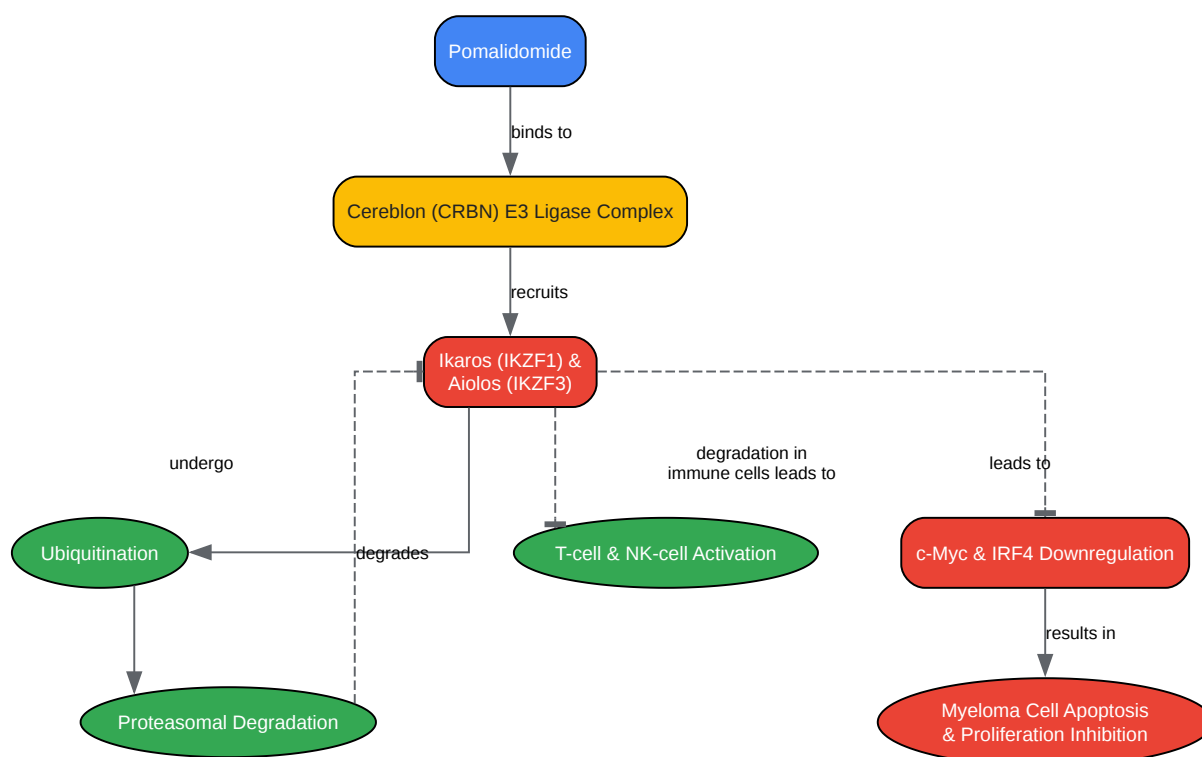 Pomalidomide
binds to
Cereblon (CRBN) E3 Ligase Complex
recruits
Ikaros (IKZF1) &
Aiolos (IKZF3)
undergo
degradation in
immune cells leads to
leads to
Ubiquitination
degrades
T-cell & NK-cell Activation
c-Myc & IRF4 Downregulation
results in
Proteasomal Degradation
Myeloma Cell Apoptosis
& Proliferation Inhibition